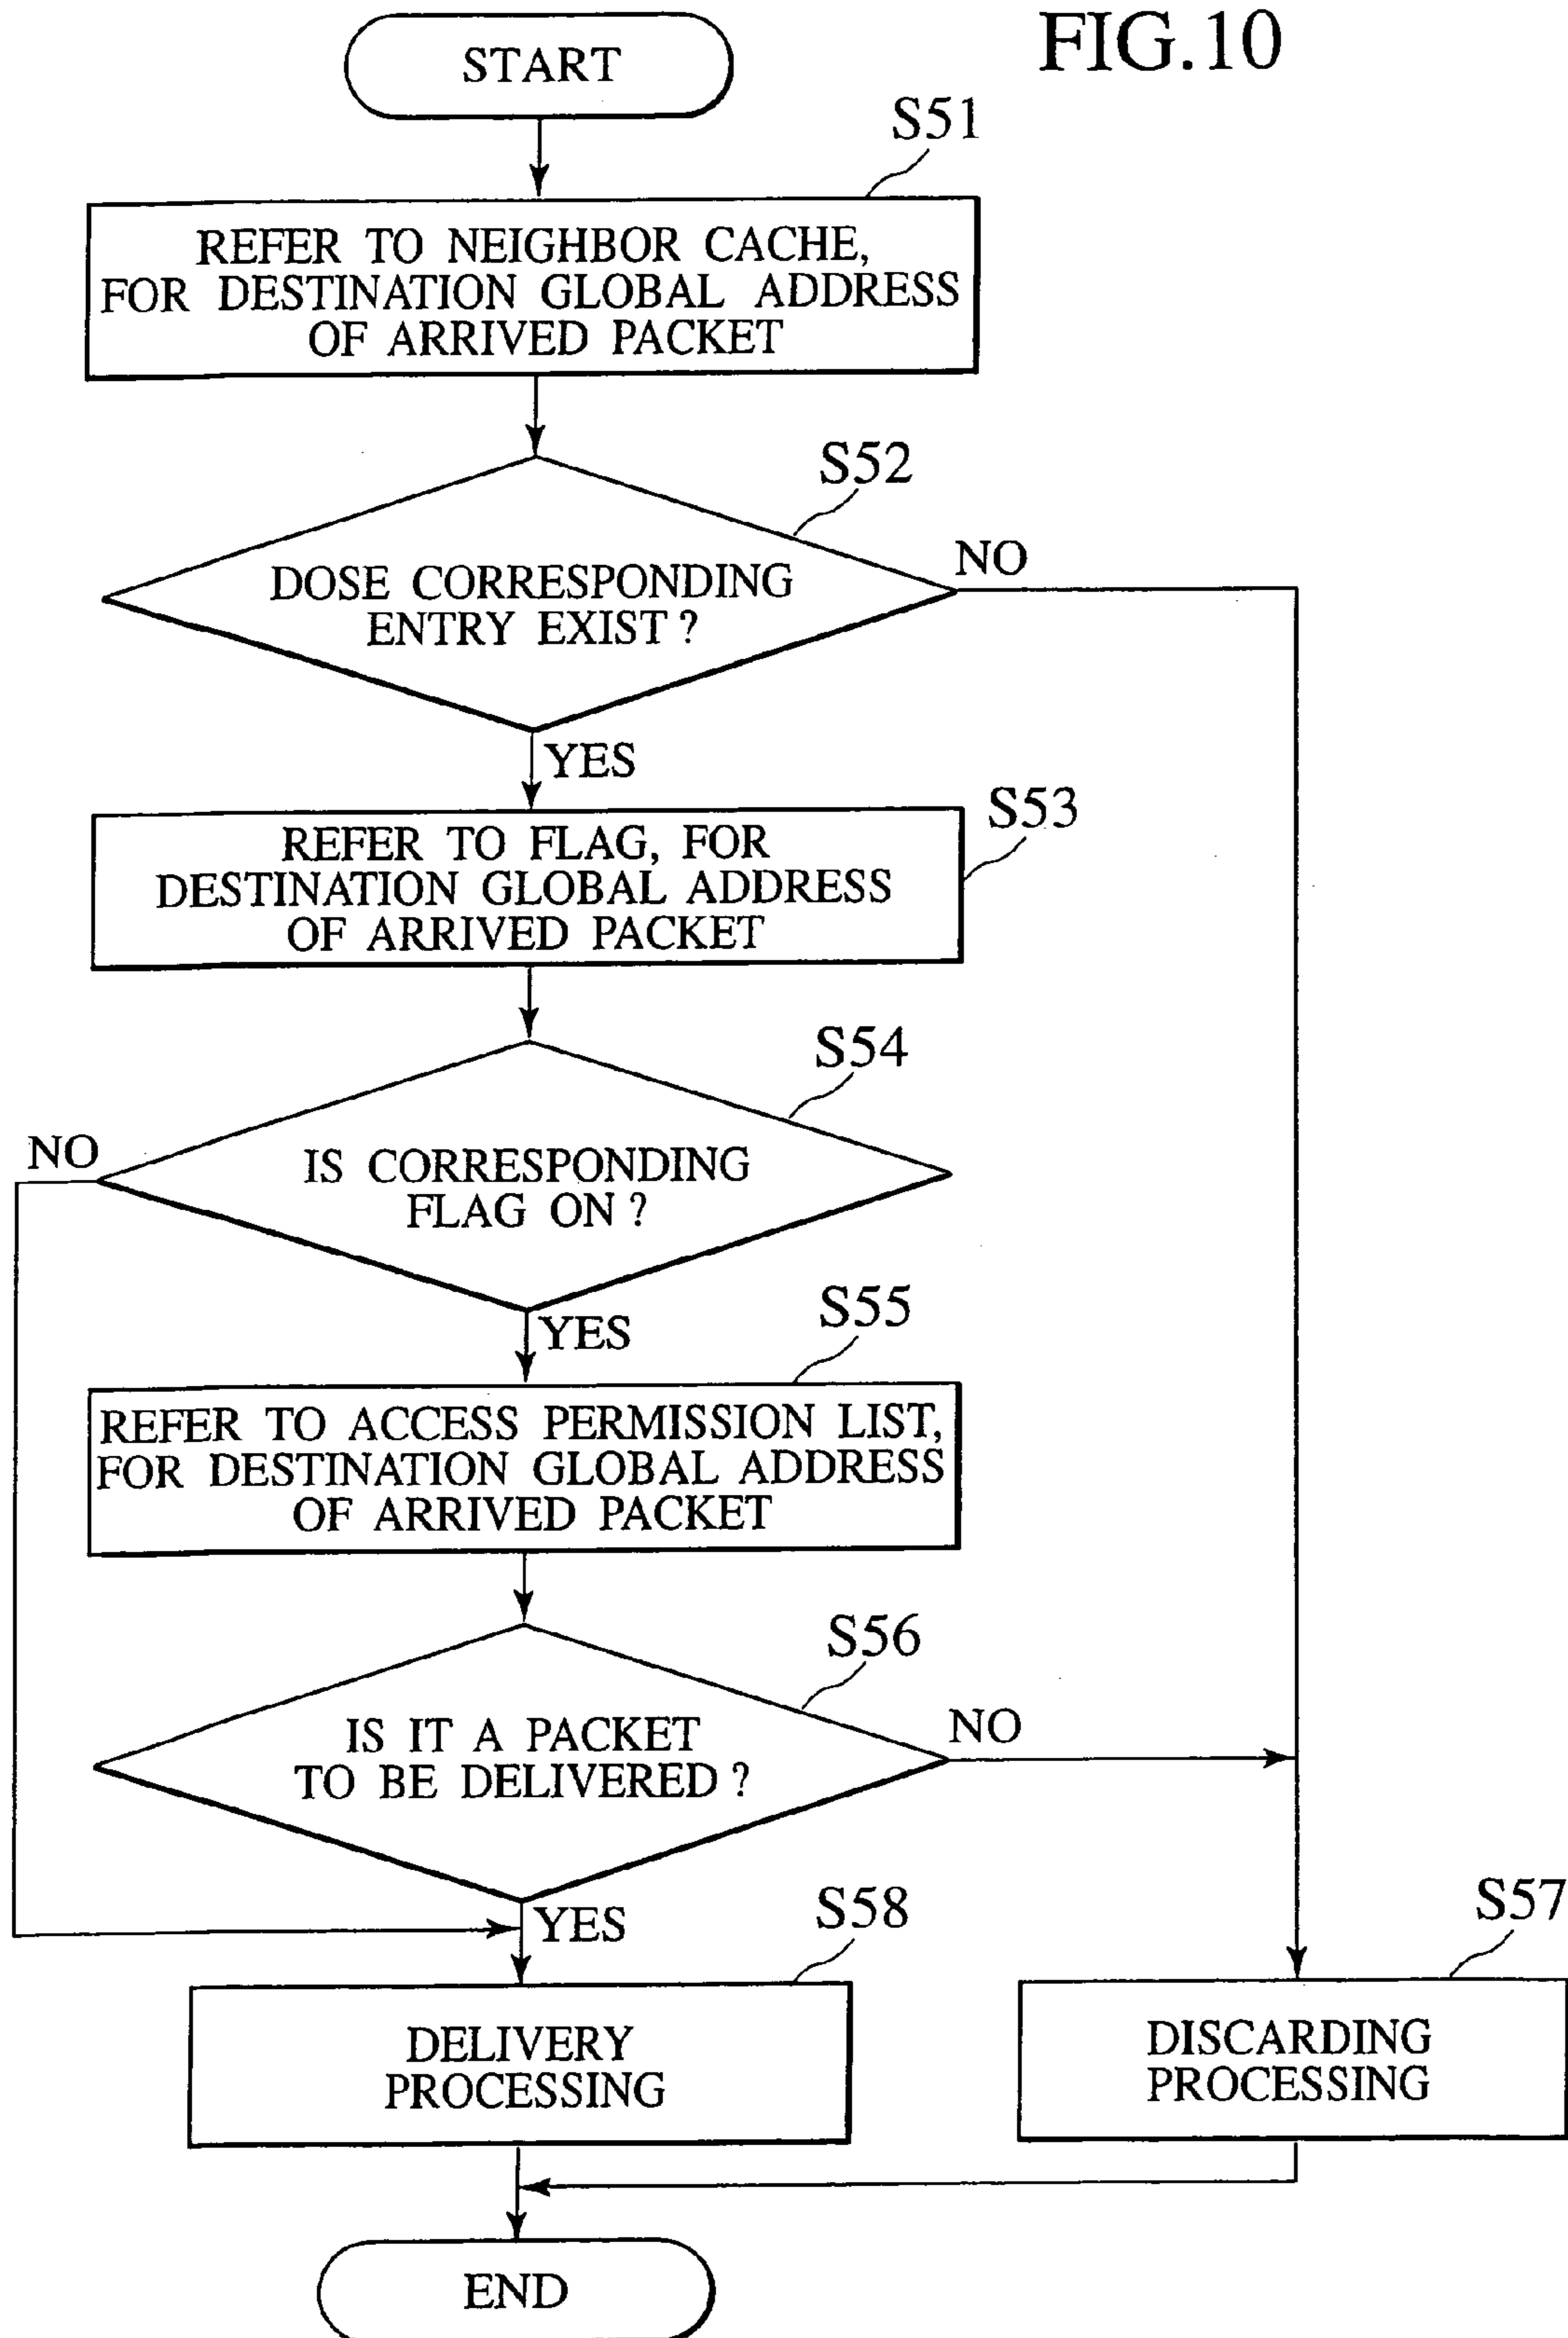 FIG.10
START
S51
REFER TO NEIGHBOR CACHE,
FOR DESTINATION GLOBAL ADDRESS
OF ARRIVED PACKET
S52
DOSE CORRESPONDING
ENTRY EXIST ?
NO
YES
S53
REFER TO FLAG, FOR
DESTINATION GLOBAL ADDRESS
OF ARRIVED PACKET
S54
NO
IS CORRESPONDING
FLAG ON ?
YES
S55
REFER TO ACCESS PERMISSION LIST,
FOR DESTINATION GLOBAL ADDRESS
OF ARRIVED PACKET
S56
IS IT A PACKET
TO BE DELIVERED ?
NO
YES
S58
DELIVERY
PROCESSING
S57
DISCARDING
PROCESSING
END